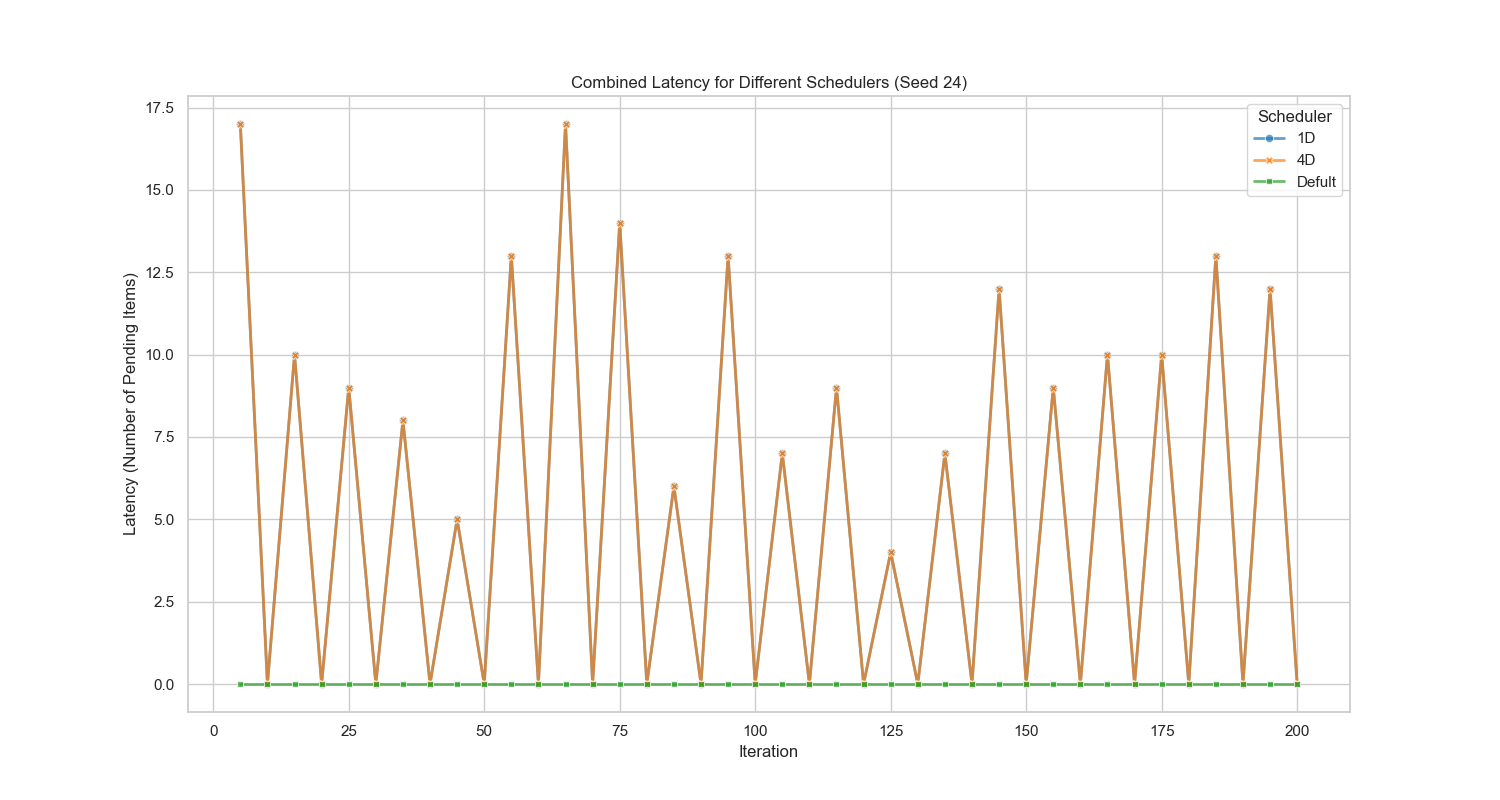 Combined Latency for Different Schedulers (Seed 24)
17.5
15.0
12.5
10.0
7.5
5.0
2.5
0.0
Latency (Number of Pending Items)
Scheduler
1D
4D
Defult
0 25 50 75 100 125 150 175 200
Iteration